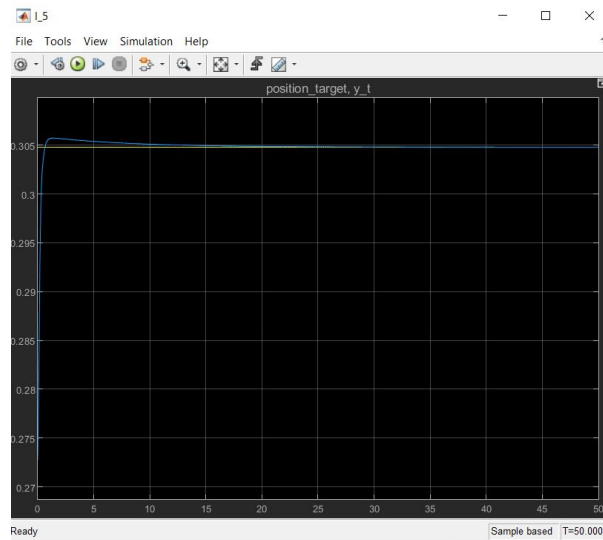 I_5
File Tools View Simulation Help
position_target, y_t
0.305
0.3
0.295
0.29
0.285
0.28
0.275
0.27
0 5 10 15 20 25 30 35 40 45 50
Ready Sample based T=50.000